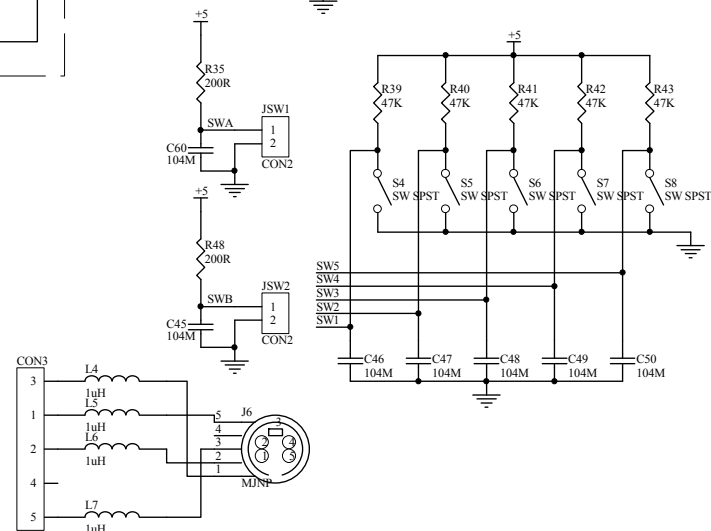 +5
R35
200R
SWA
JSW1
1
2
C60
104M
CON2
+5
R48
200R
SWB
JSW2
1
2
C45
104M
CON2
+5
R39
47K
R40
47K
R41
47K
R42
47K
R43
47K
S4
SW SPST
S5
SW SPST
S6
SW SPST
S7
SW SPST
S8
SW SPST
SW5
SW4
SW3
SW2
SW1
C46
104M
C47
104M
C48
104M
C49
104M
C50
104M
CON3
3
1
2
4
5
L4
1uH
L5
1uH
L6
1uH
L7
1uH
J6
5
4
3
2
1
3
2
4
1
5
MJNP